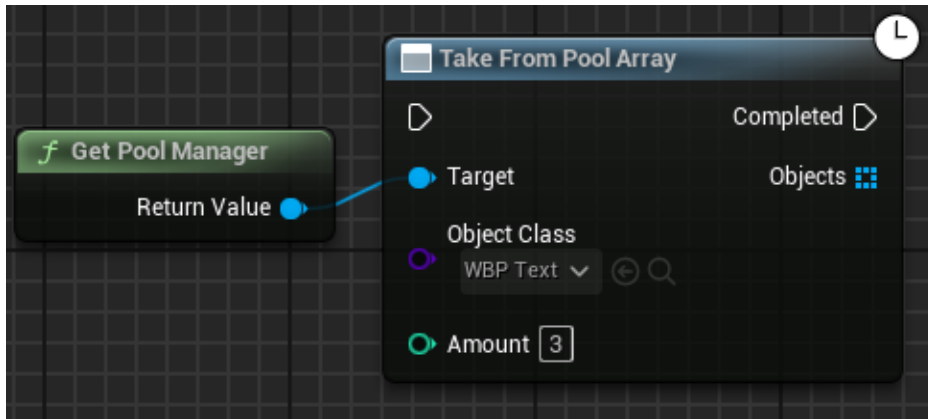 Take From Pool Array
Completed
f Get Pool Manager
Return Value
Target
Objects
Object Class
WBP Text
Amount 3